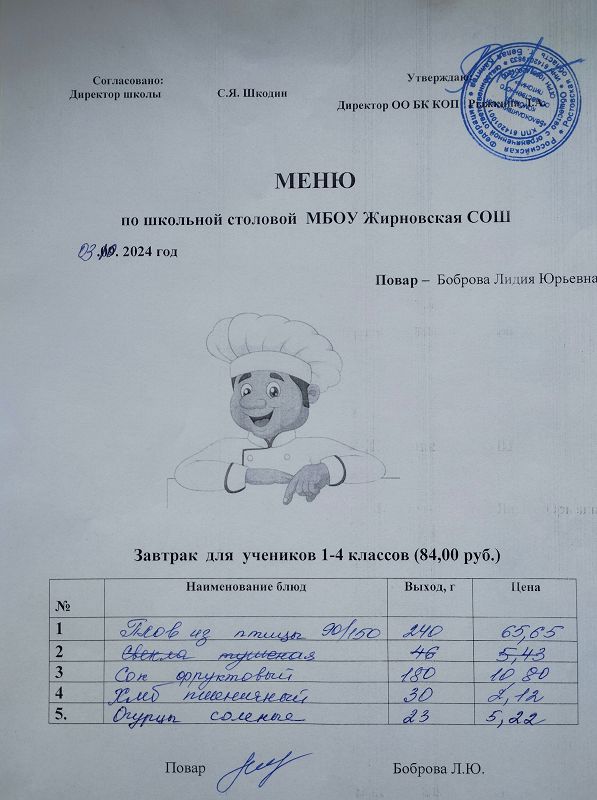 Согласовано:
Утверждаю:
Директор школы С.Я. Шкодин
Директор ОО БК КОП
МЕНЮ
по школьной столовой МБОУ Жирновская СОШ
03.10. 2024 год
Повар – Боброва Лидия Юрьевна
Завтрак для учеников 1-4 классов (84,00 руб.)
№ Наименование блюд Выход, г Цена
1 Плов из птицы 90/150 240 65,65
2 Свекла тушеная 46 5,43
3 Сок фруктовый 180 10,80
4 Хлеб пшеничный 30 2,12
5. Огурцы соленые 23 5,22
Повар Боброва Л.Ю.